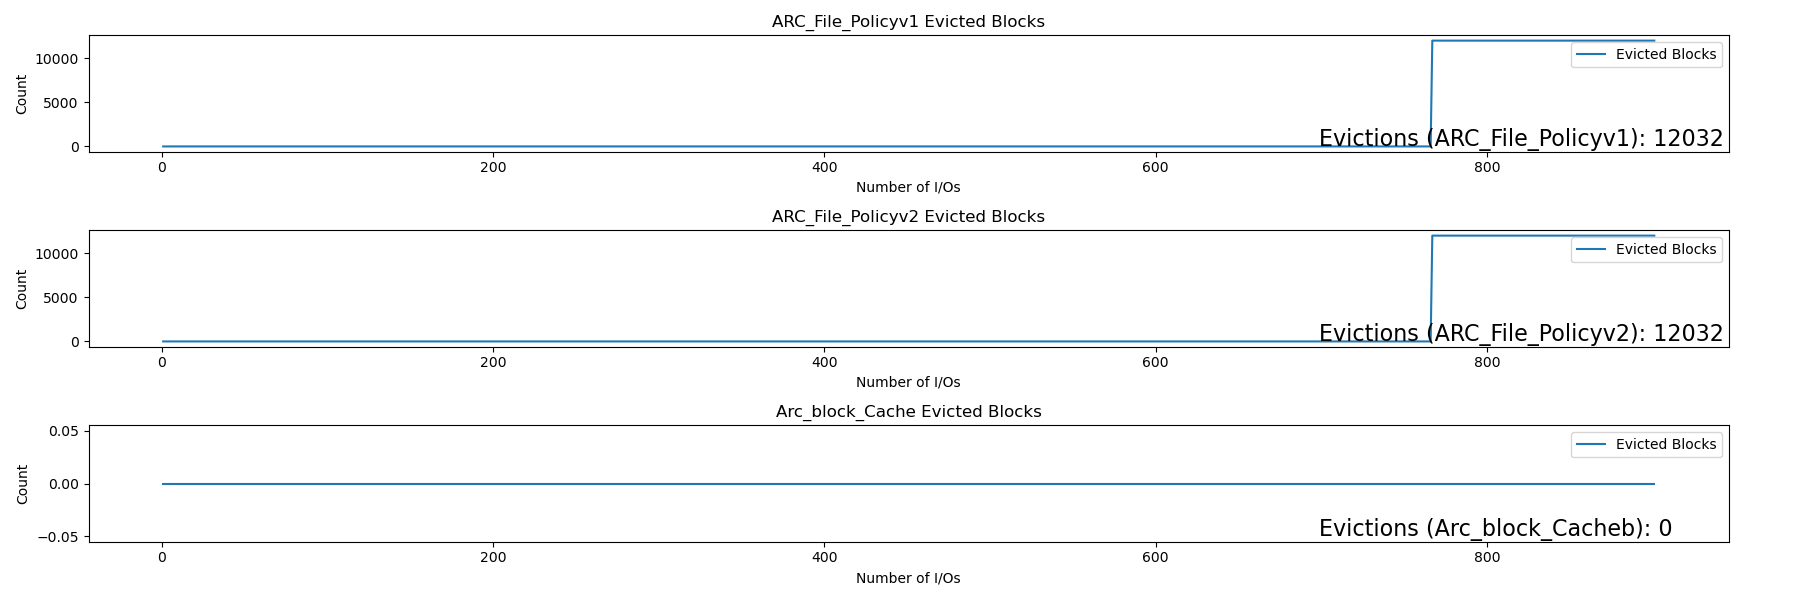 ARC_File_Policyv1 Evicted Blocks
10000
5000
0
Count
Evicted Blocks
Evictions (ARC_File_Policyv1): 12032
0 200 400 600 800
Number of I/Os
ARC_File_Policyv2 Evicted Blocks
10000
5000
0
Count
Evicted Blocks
Evictions (ARC_File_Policyv2): 12032
0 200 400 600 800
Number of I/Os
Arc_block_Cache Evicted Blocks
0.05
0.00
−0.05
Count
Evicted Blocks
Evictions (Arc_block_Cacheb): 0
0 200 400 600 800
Number of I/Os